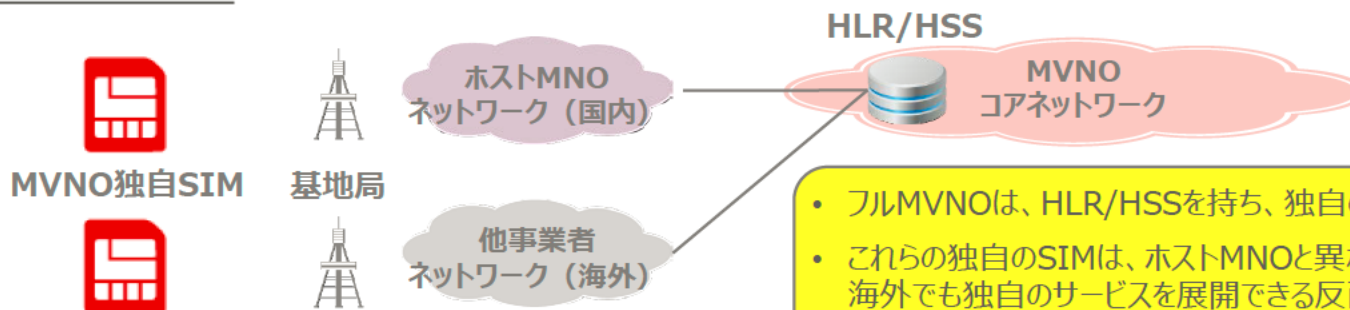 HLR/HSS
ホストMNO
ネットワーク（国内）
MVNO
コアネットワーク
MVNO独自SIM
基地局
他事業者
ネットワーク（海外）
• フルMVNOは、HLR/HSSを持ち、独自
• これらの独自のSIMは、ホストMNOと異
海外でも独自のサービスを展開できる反